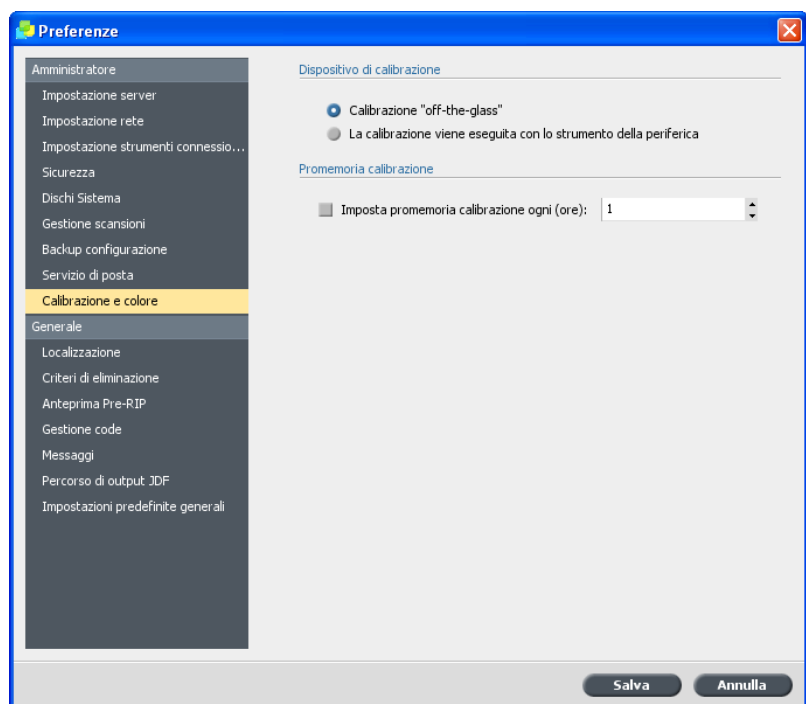 Preferenze
Amministratore
Impostazione server
Impostazione rete
Impostazione strumenti connessio...
Sicurezza
Dischi Sistema
Gestione scansioni
Backup configurazione
Servizio di posta
Calibrazione e colore
Generale
Localizzazione
Criteri di eliminazione
Anteprima Pre-RIP
Gestione code
Messaggi
Percorso di output JDF
Impostazioni predefinite generali
Dispositivo di calibrazione
Calibrazione "off-the-glass"
La calibrazione viene eseguita con lo strumento della periferica
Promemoria calibrazione
Imposta promemoria calibrazione ogni (ore): 1
Salva Annulla